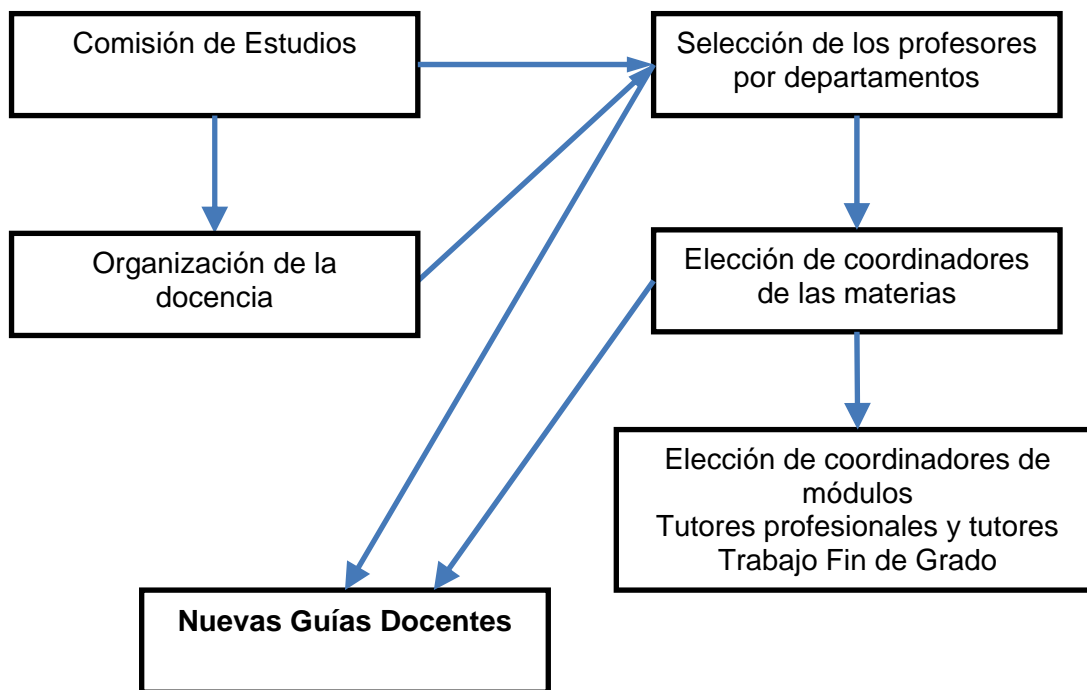 Comisión de Estudios
Selección de los profesores
por departamentos
Organización de la
docencia
Elección de coordinadores
de las materias
Elección de coordinadores de
módulos
Tutores profesionales y tutores
Trabajo Fin de Grado
Nuevas Guías Docentes